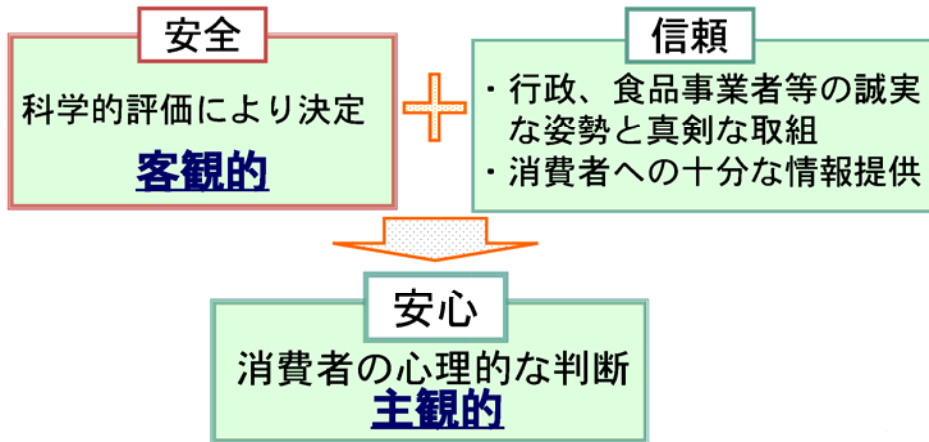 安全
科学的評価により決定
客観的
信頼
・行政、食品事業者等の誠実
な姿勢と真剣な取組
・消費者への十分な情報提供
安心
消費者の心理的な判断
主観的